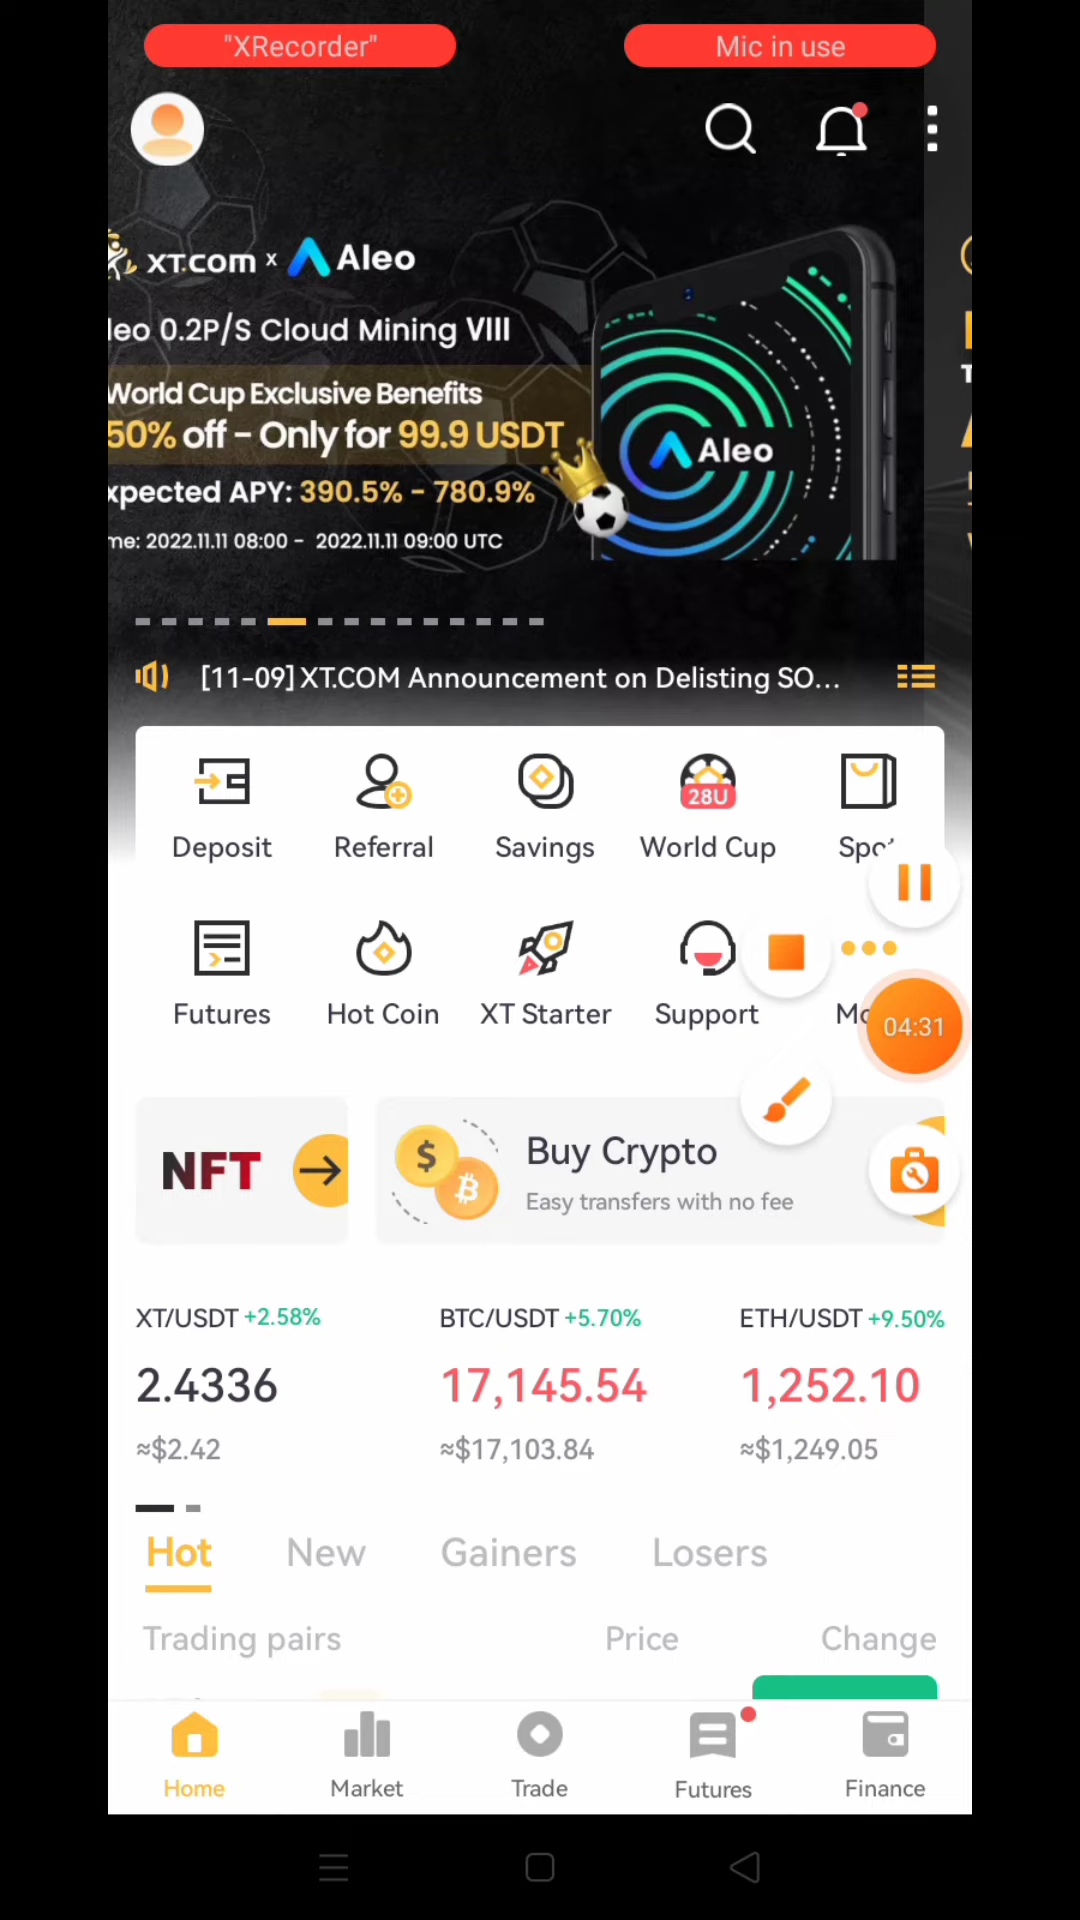 "XRecorder"
Mic in use
XT.COM x Aleo
leo 0.2P/S Cloud Mining VIII
World Cup Exclusive Benefits
50% off - Only for 99.9 USDT
xpected APY: 390.5% - 780.9%
me: 2022.11.11 08:00 - 2022.11.11 09:00 UTC
Aleo
[11-09] XT.COM Announcement on Delisting SO...
28U
Deposit
Referral
Savings
World Cup
Spot
Futures
Hot Coin
XT Starter
Support
Mo
04:31
NFT
Buy Crypto
Easy transfers with no fee
XT/USDT +2.58%
BTC/USDT +5.70%
ETH/USDT +9.50%
2.4336
17,145.54
1,252.10
≈$2.42
≈$17,103.84
≈$1,249.05
Hot
New
Gainers
Losers
Trading pairs
Price
Change
Home
Market
Trade
Futures
Finance